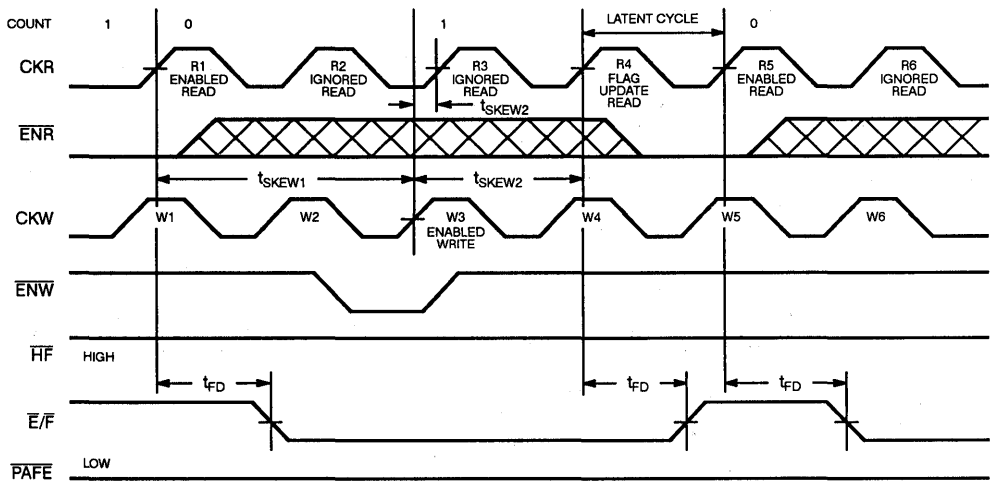 COUNT 1 0 1 LATENT CYCLE 0
CKR
R1 ENABLED READ
R2 IGNORED READ
R3 IGNORED READ
R4 FLAG UPDATE READ
R5 ENABLED READ
R6 IGNORED READ
tSKEW2
ENR
tSKEW1 tSKEW2
CKW
W1
W2
W3 ENABLED WRITE
W4
W5
W6
ENW
HF HIGH
tFD tFD tFD
E/F
PAFE LOW